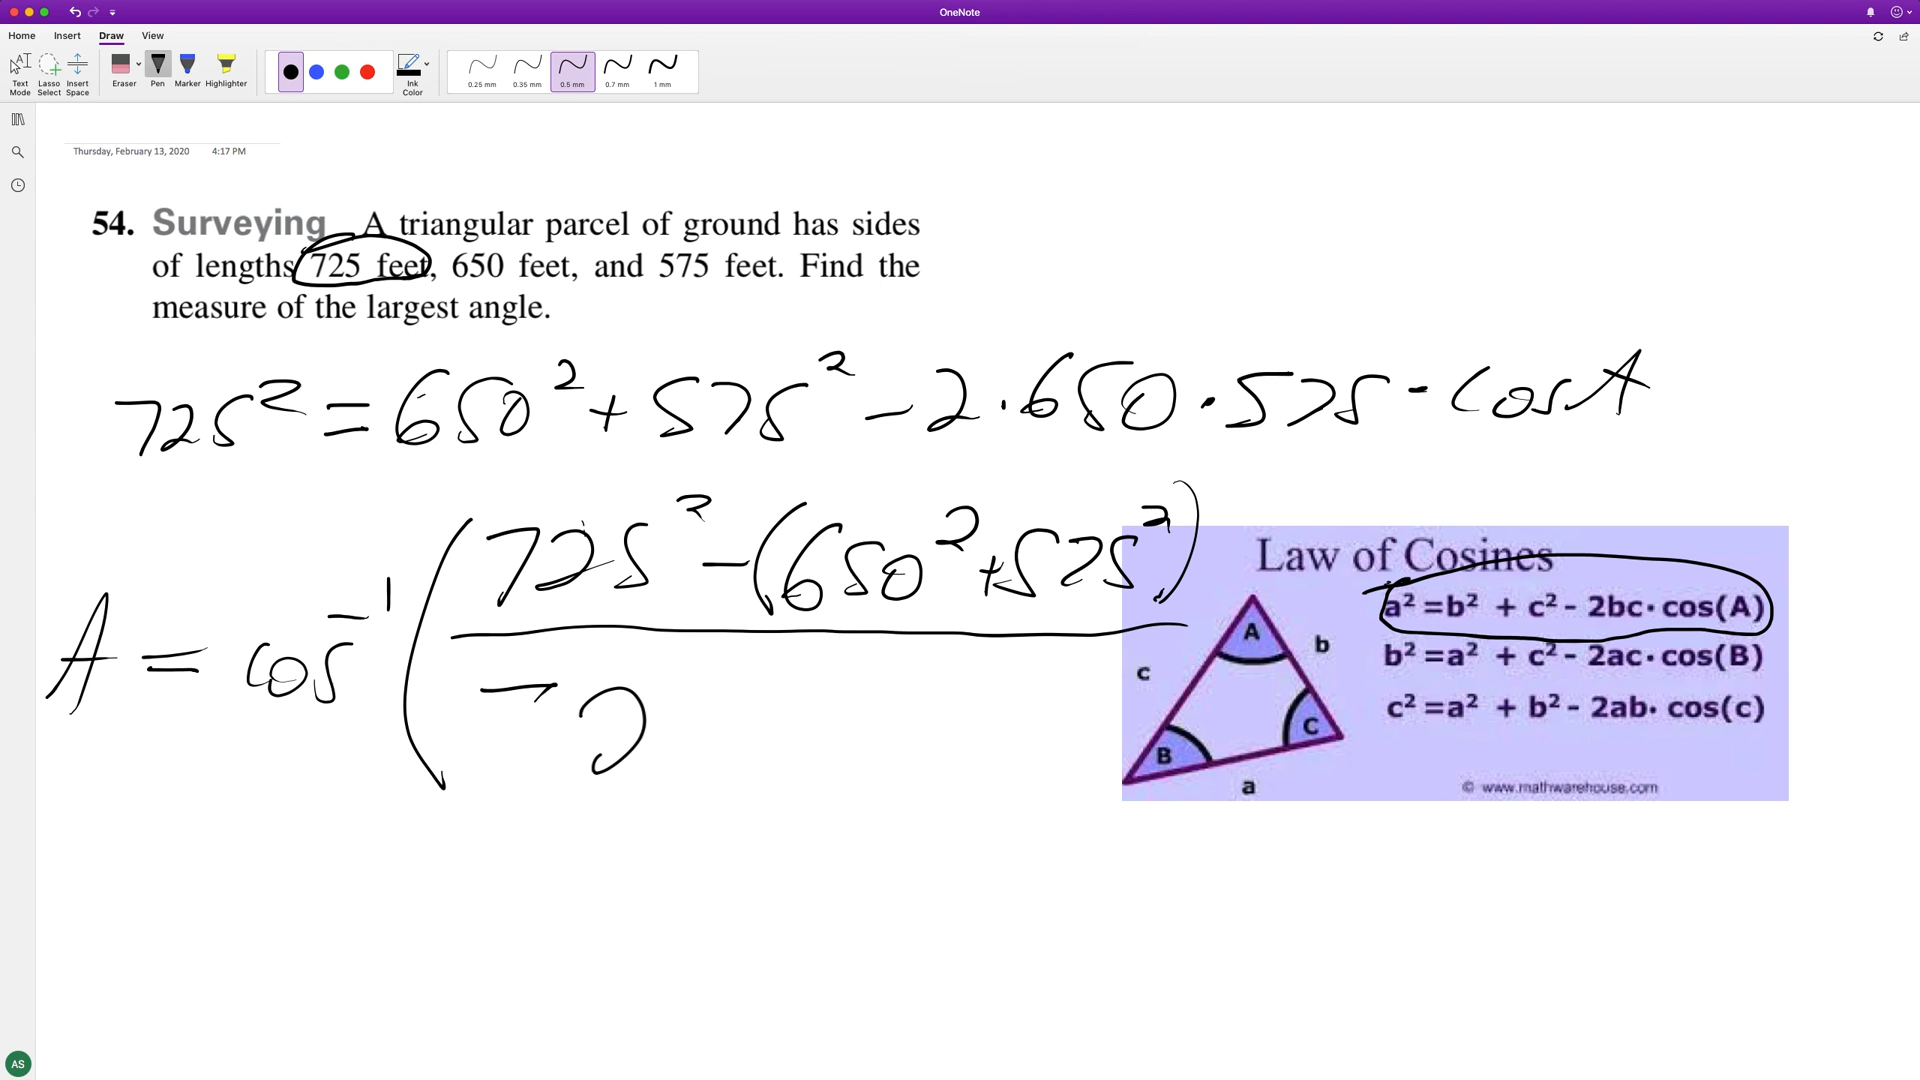 OneNote
Home Insert Draw View
Text Mode
Lasso Select
Insert Space
Eraser
Pen
Marker
Highlighter
Ink Color
0.25 mm
0.35 mm
0.5 mm
0.7 mm
1 mm
Thursday, February 13, 2020 4:17 PM
54. Surveying A triangular parcel of ground has sides
of lengths 725 feet, 650 feet, and 575 feet. Find the
measure of the largest angle.
725² = 650² + 575² - 2 · 650 · 575 - cosA
A = cos⁻¹ (725² - (650² + 575²)
-
Law of Cosines
a² =b² + c² - 2bc· cos(A)
b² =a² + c² - 2ac· cos(B)
c² =a² + b² - 2ab· cos(c)
A
b
c
C
B
a
© www.mathwarehouse.com
AS